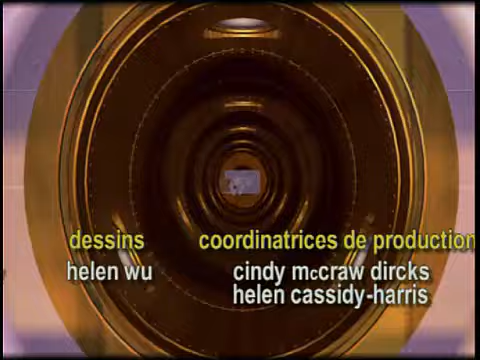 dessins
helen wu
coordinatrices de production
cindy mccraw dircks
helen cassidy-harris